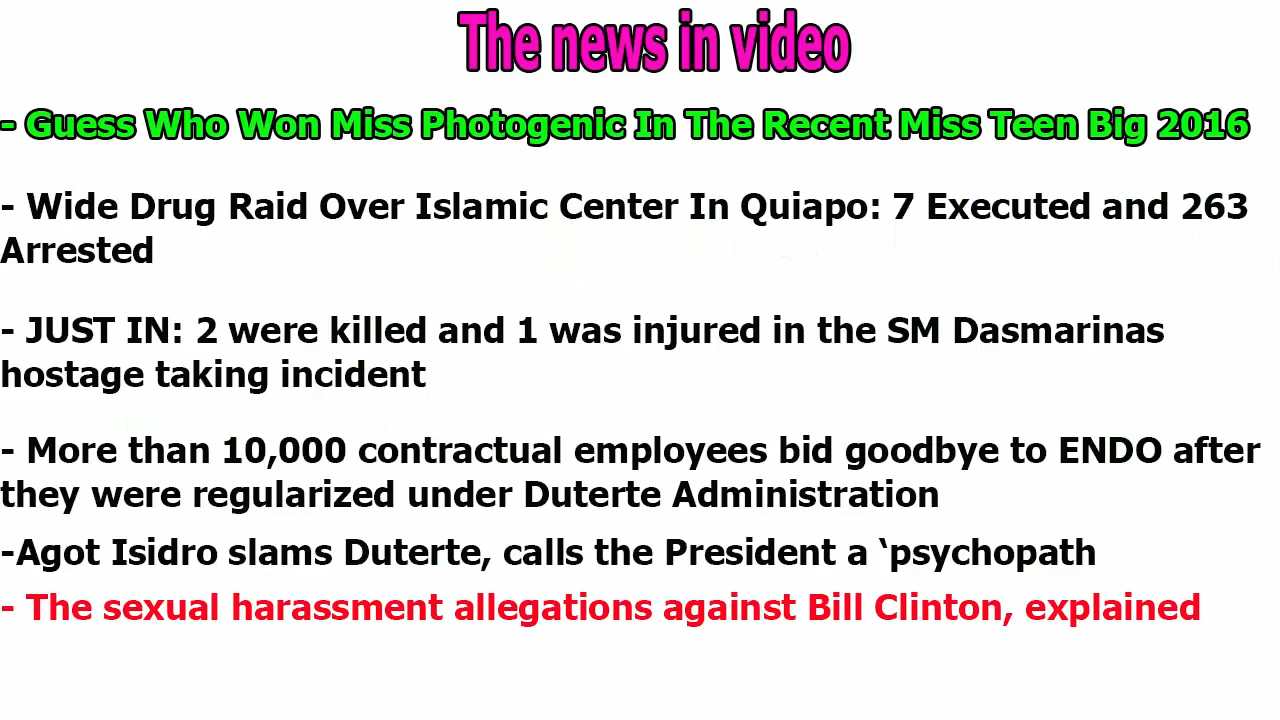 The news in video
- Guess Who Won Miss Photogenic In The Recent Miss Teen Big 2016
- Wide Drug Raid Over Islamic Center In Quiapo: 7 Executed and 263
Arrested
- JUST IN: 2 were killed and 1 was injured in the SM Dasmarinas
hostage taking incident
- More than 10,000 contractual employees bid goodbye to ENDO after
they were regularized under Duterte Administration
-Agot Isidro slams Duterte, calls the President a ‘psychopath
- The sexual harassment allegations against Bill Clinton, explained